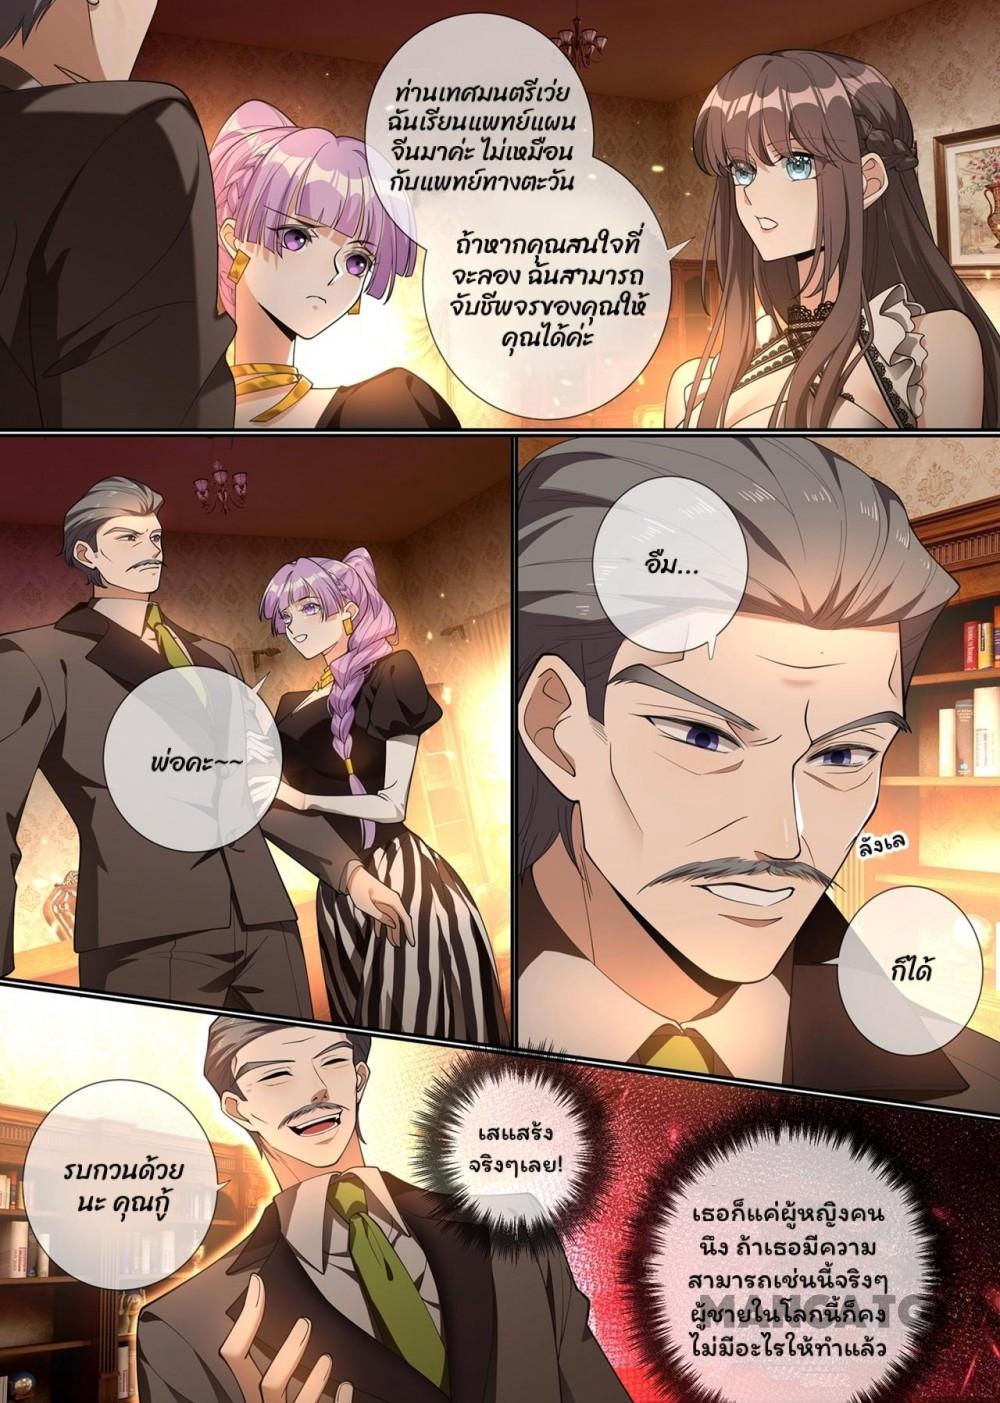 ท่านเทศมนตรีเว่ย
ฉันเรียนแพทย์แผน
จีนมาค่ะ ไม่เหมือน
กับแพทย์ทางตะวัน
ถ้าหากคุณสนใจที่
จะลอง ฉันสามารถ
จับชีพจรของคุณให้
คุณได้ค่ะ
พ่อคะ~~
อืม...
ลังเล
ก็ได้
รบกวนด้วย
นะ คุณกู้
เสแสร้ง
จริงๆเลย!
เธอก็แค่ผู้หญิงคน
นึง ถ้าเธอมีความ
สามารถเช่นนี้จริงๆ
ผู้ชายในโลกนี้ก็คง
ไม่มีอะไรให้ทำแล้ว